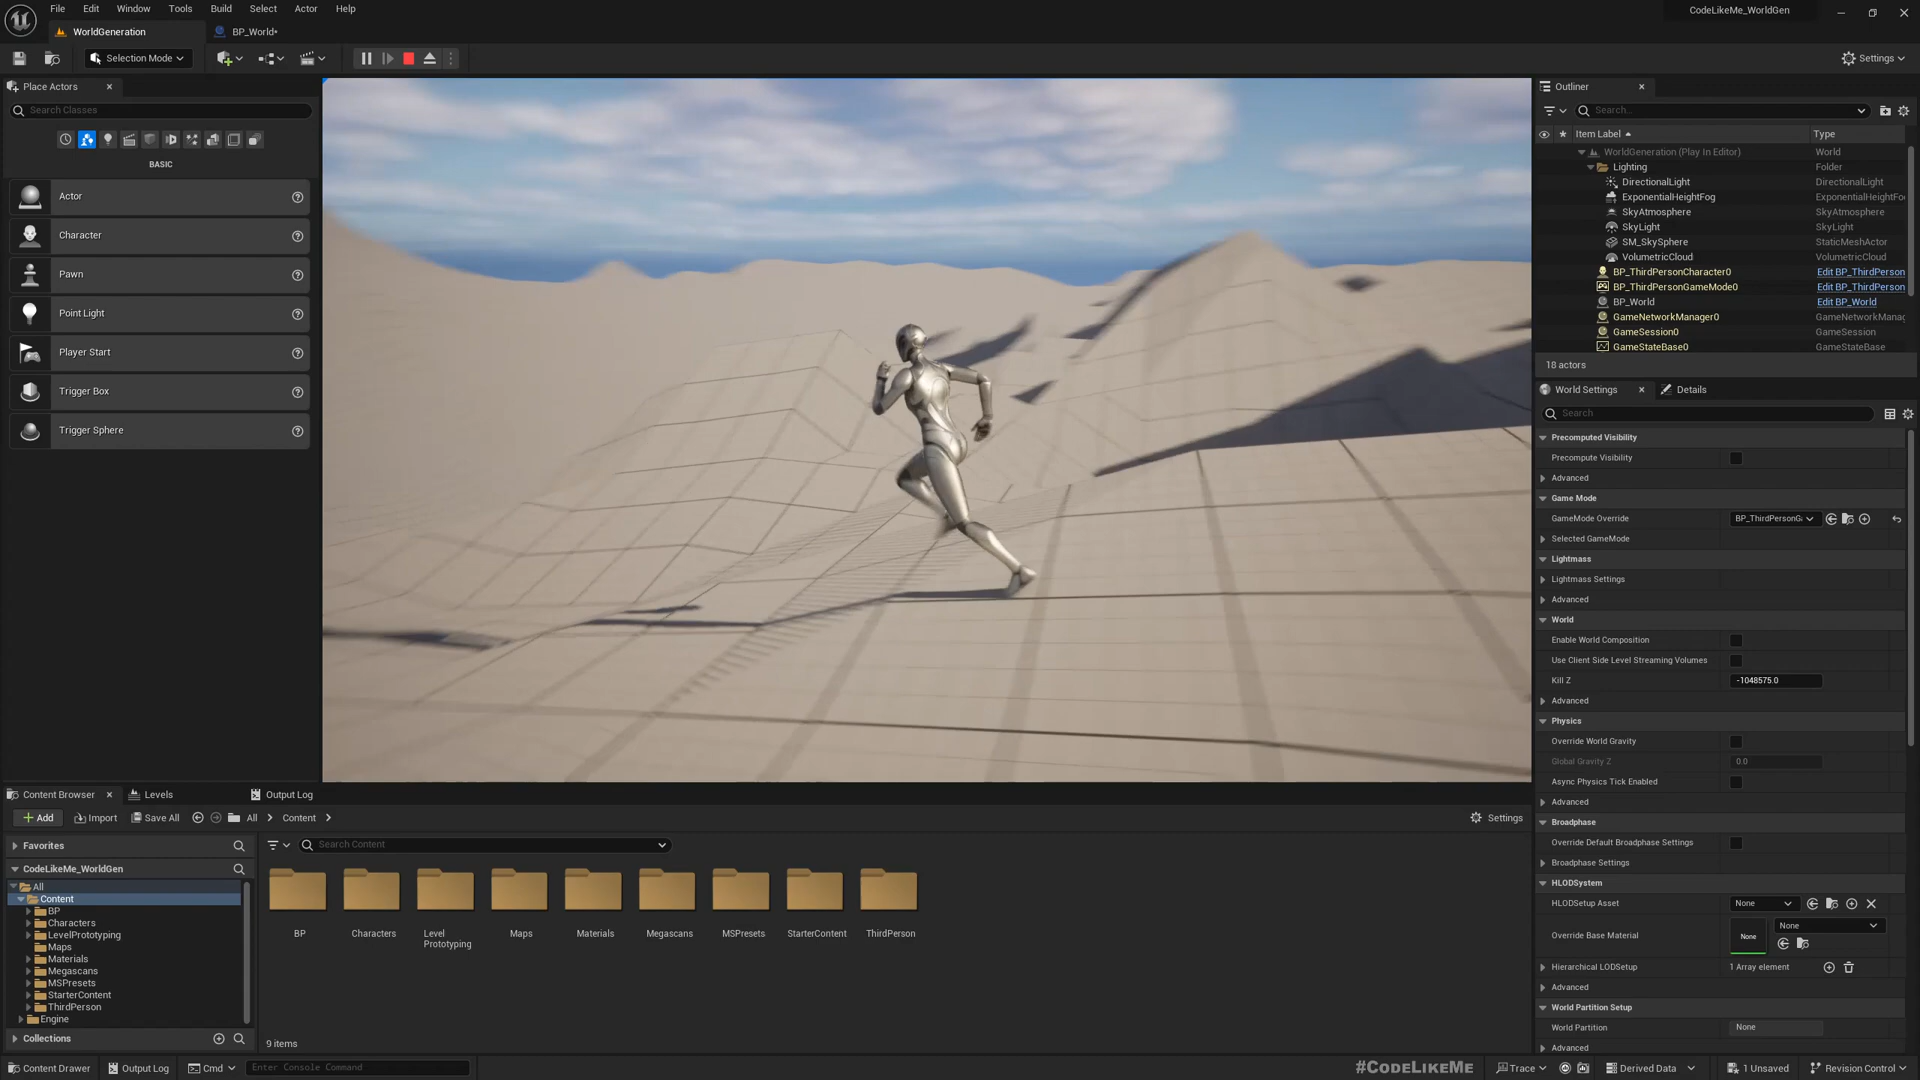 File Edit Window Tools Build Select Actor Help
CodeLikeMe_WorldGen
WorldGeneration
BP_World•
Selection Mode
Settings
Place Actors
Search Classes
BASIC
Actor
Character
Pawn
Point Light
Player Start
Trigger Box
Trigger Sphere
Outliner
Search...
Item Label Type
WorldGeneration (Play In Editor) World
Lighting Folder
DirectionalLight DirectionalLight
ExponentialHeightFog ExponentialHeightFo
SkyAtmosphere SkyAtmosphere
SkyLight SkyLight
SM_SkySphere StaticMeshActor
VolumetricCloud VolumetricCloud
BP_ThirdPersonCharacter0 Edit BP_ThirdPerson
BP_ThirdPersonGameMode0 Edit BP_ThirdPerson
BP_World Edit BP_World
GameNetworkManager0 GameNetworkManag
GameSession0 GameSession
GameStateBase0 GameStateBase
18 actors
World Settings Details
Search
Precomputed Visibility
Precompute Visibility
Advanced
Game Mode
GameMode Override BP_ThirdPersonG
Selected GameMode
Lightmass
Lightmass Settings
Advanced
World
Enable World Composition
Use Client Side Level Streaming Volumes
Kill Z -1048575.0
Advanced
Physics
Override World Gravity
Global Gravity Z 0.0
Async Physics Tick Enabled
Advanced
Broadphase
Override Default Broadphase Settings
Broadphase Settings
HLODSystem
HLODSetup Asset None
None
Override Base Material None
Hierarchical LODSetup 1 Array element
Advanced
World Partition Setup
World Partition None
Advanced
Content Browser Levels Output Log
Add Import Save All All Content Settings
Favorites
Search Content
CodeLikeMe_WorldGen
All
Content
BP
Characters
LevelPrototyping
Maps
Materials
Megascans
MSPresets
StarterContent
ThirdPerson
Engine
Collections
BP Characters Level Prototyping Maps Materials Megascans MSPresets StarterContent ThirdPerson
9 items
Content Drawer Output Log Cmd Enter Console Command #CodeLikeMe Trace Derived Data 1 Unsaved Revision Control